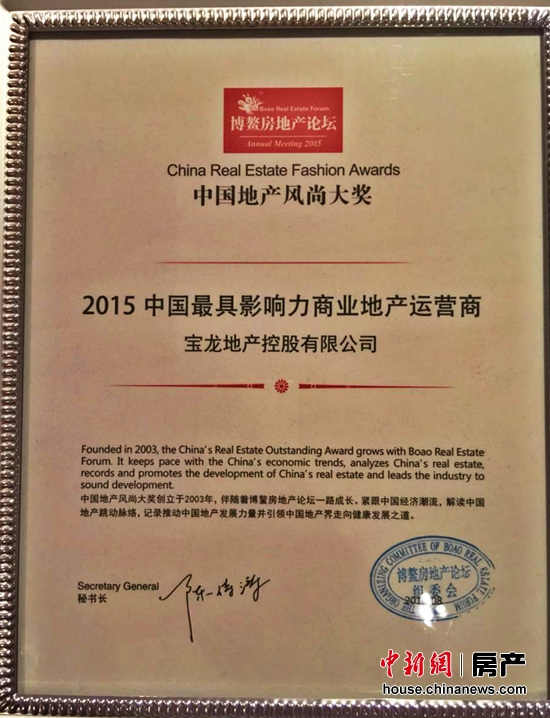 Boao Real Estate Forum
博鳌房地产论坛
Annual Meeting 2015
China Real Estate Fashion Awards
中国地产风尚大奖
2015 中国最具影响力商业地产运营商
宝龙地产控股有限公司
Founded in 2003, the China's Real Estate Outstanding Award grows with Boao Real Estate
Forum. It keeps pace with the China's economic trends, analyzes China's real estate,
records and promotes the development of China's real estate and leads the industry to
sound development.
中国地产风尚大奖创立于2003年，伴随着博鳌房地产论坛一路成长。紧跟中国经济潮流，解读中国
地产跳动脉络，记录推动中国地产发展力量并引领中国地产界走向健康发展之道。
Secretary General
秘书长
THE ORGANIZING COMMITTEE OF BOAO REAL ESTATE FORUM
博鳌房地产论坛
组委会
中新網 房产
house.chinanews.com